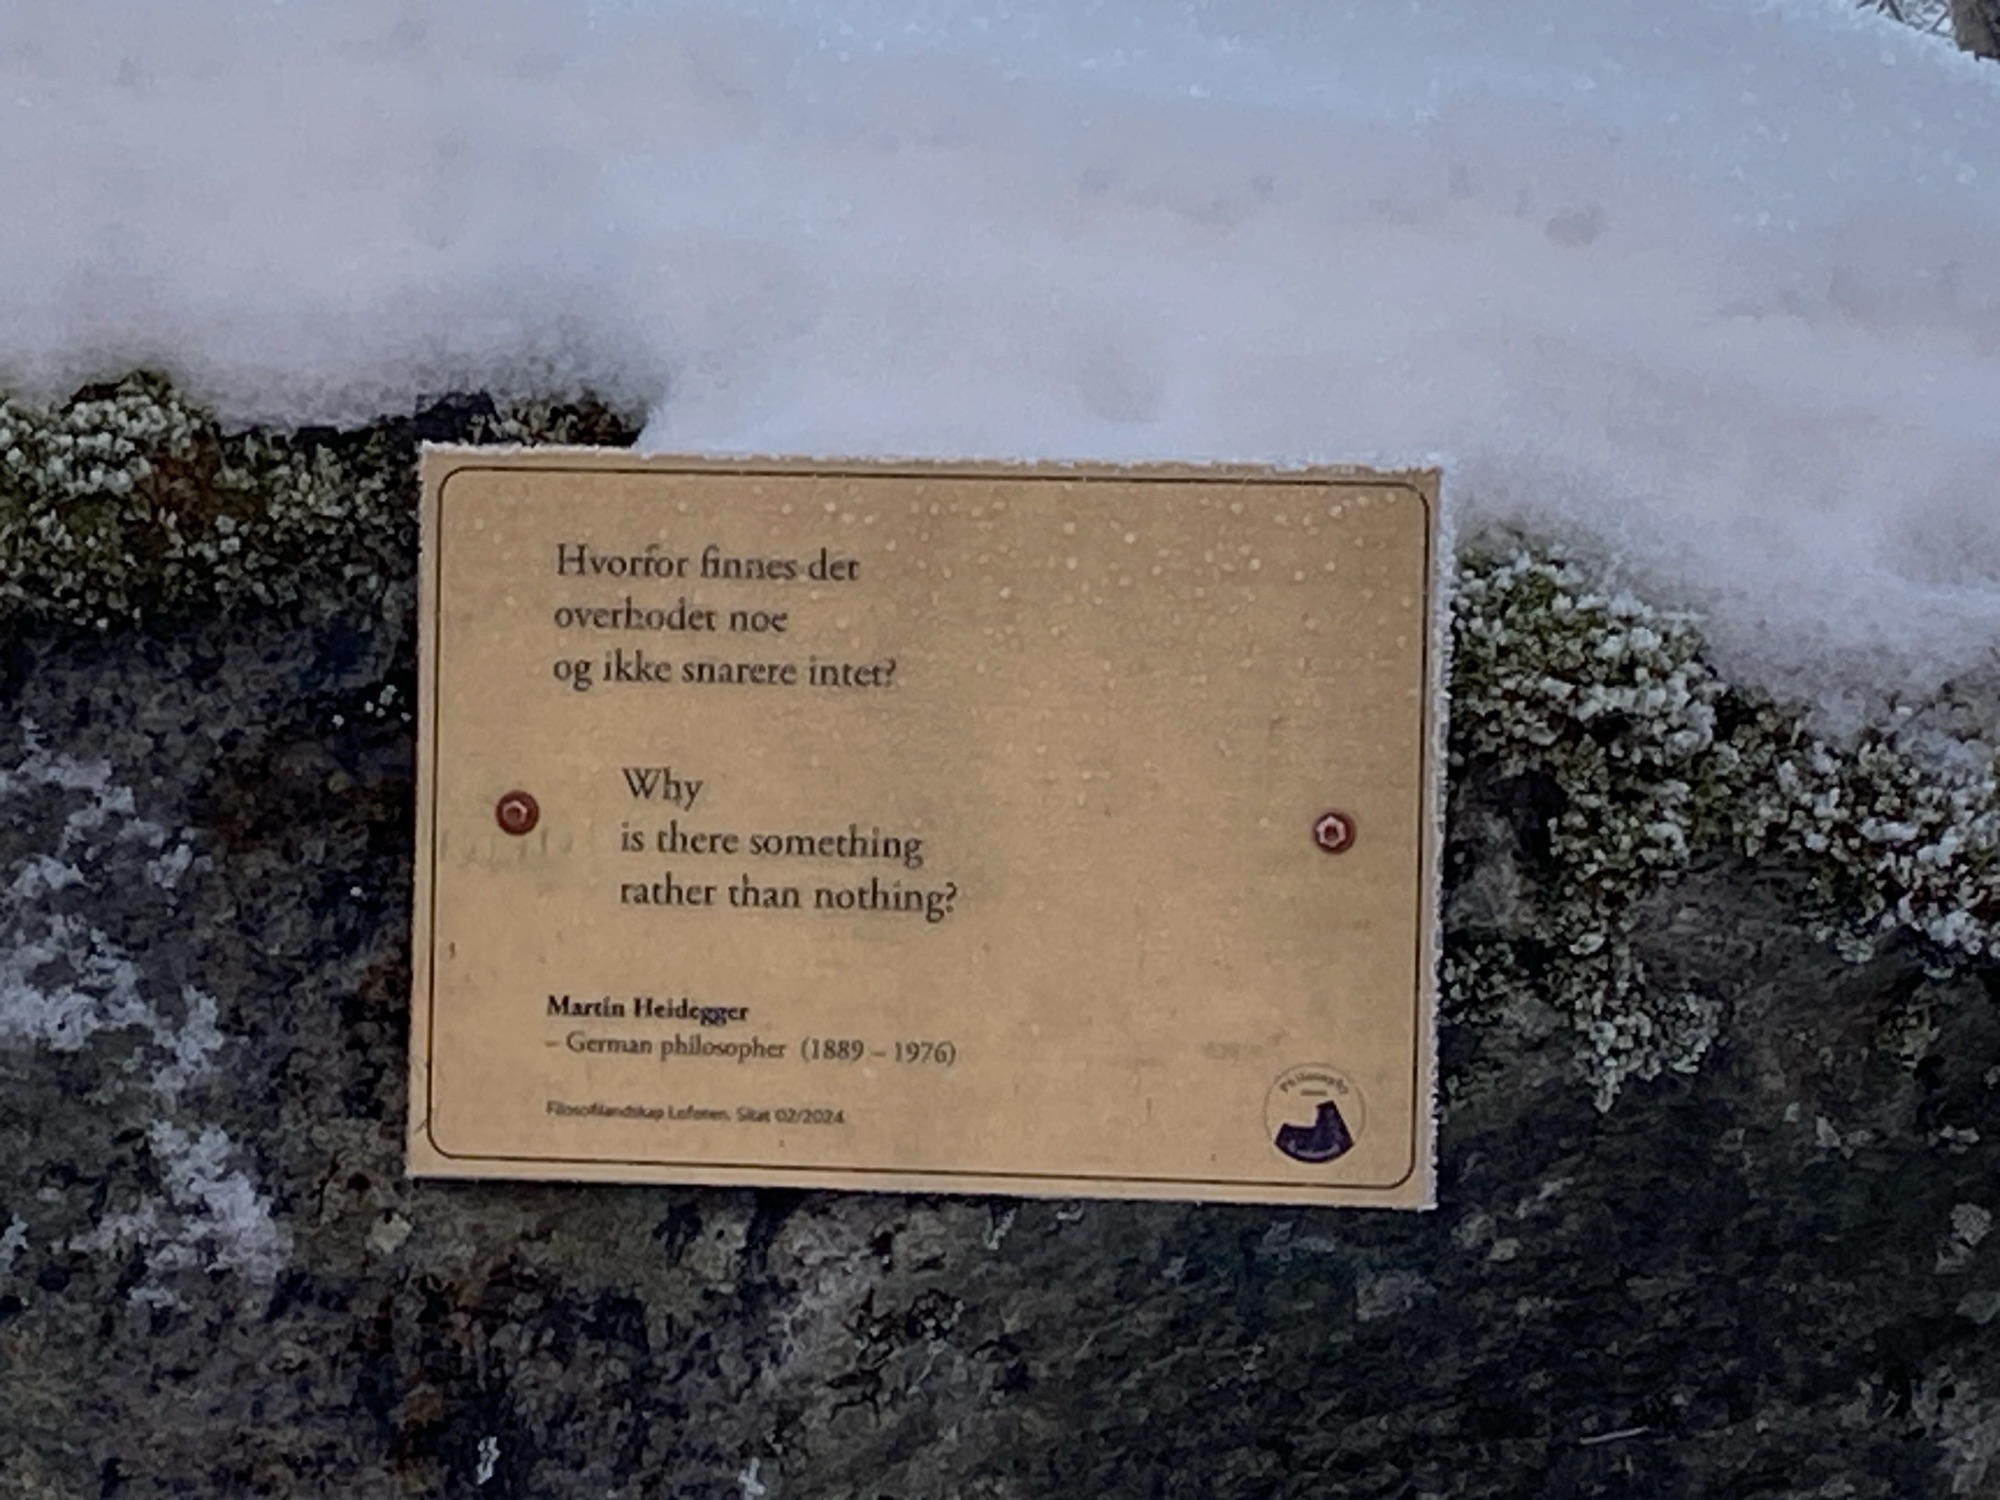 Hvorfor finnes det
overhodet noe
og ikke snarere intet?
Why
is there something
rather than nothing?
Martin Heidegger
– German philosopher (1889 – 1976)
Filosofilandskap Lofoten. Sitat 02/2024
Philosophy